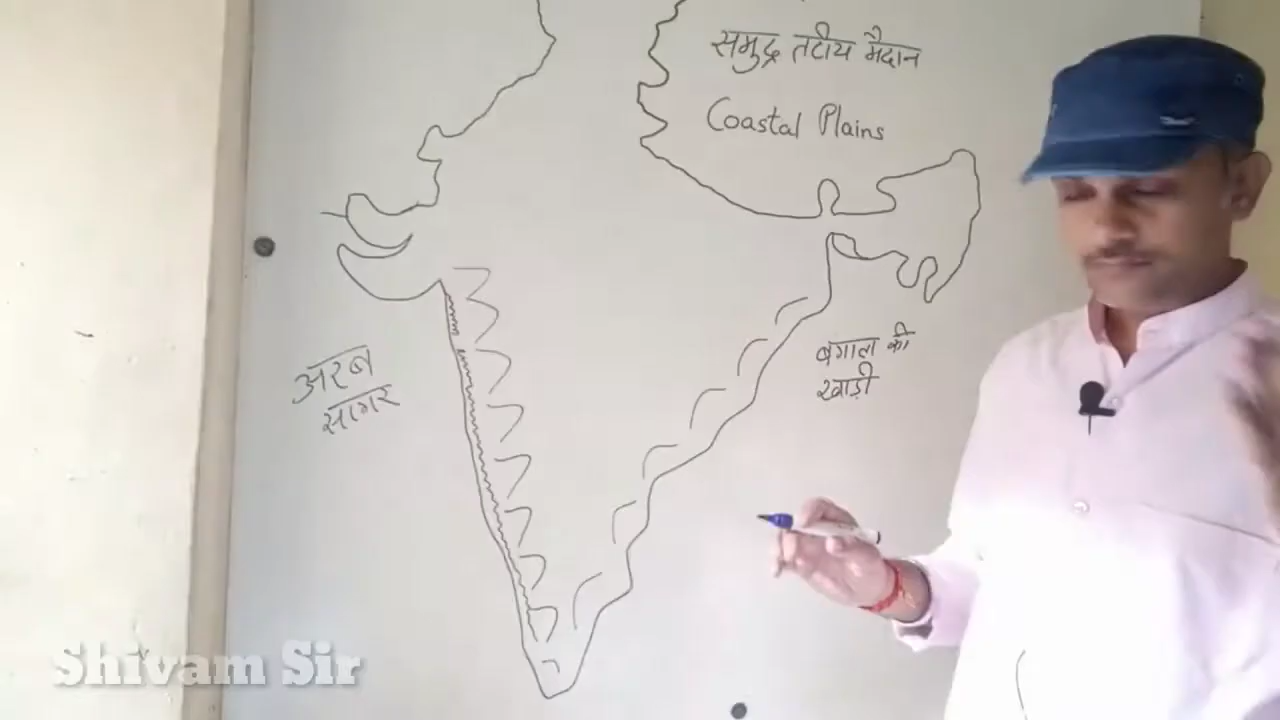 समुद्र तटीय मैदान
Coastal Plains
अरब
सागर
बंगाल की
खाड़ी
Shivam Sir